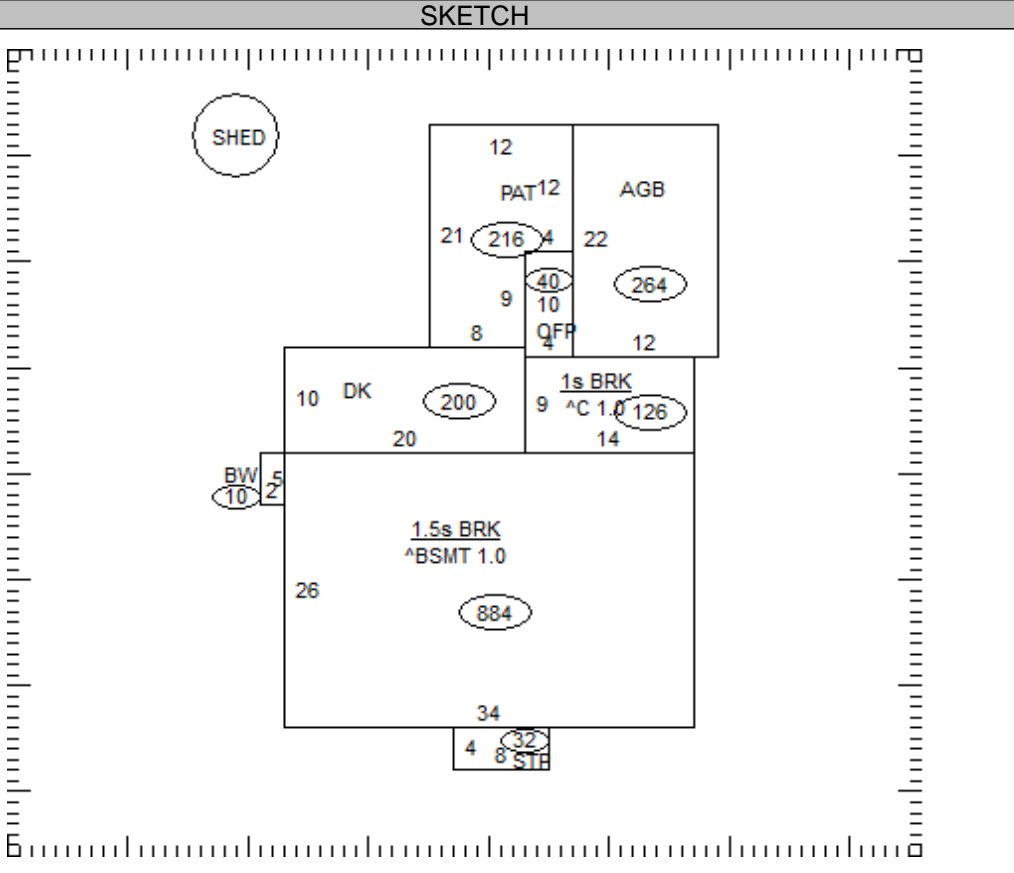 SKETCH
SHED
12
PAT 12 AGB
21 216 4 22
40 264
9 10
OFP
8 4 12
1s BRK
10 DK 200 9 ^C 1.0 126
20 14
BW 5
10 2
1.5s BRK
^BSMT 1.0
26
884
34
32
4 8 STP